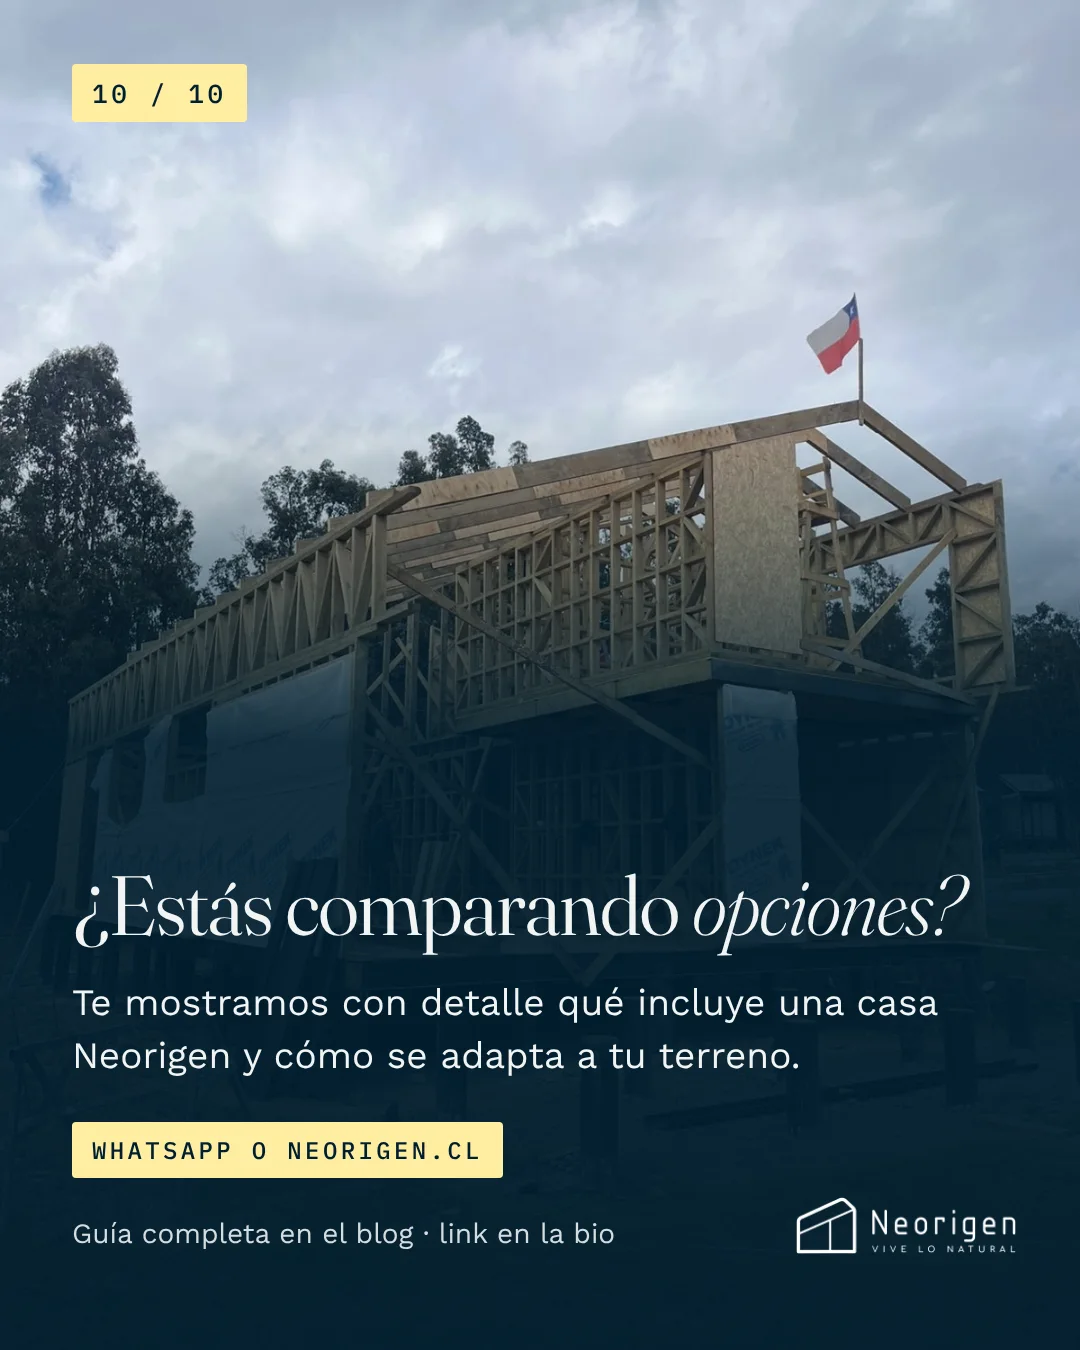 10 / 10
¿Estás comparando opciones?
Te mostramos con detalle qué incluye una casa
Neorigen y cómo se adapta a tu terreno.
WHATSAPP O NEORIGEN.CL
Guía completa en el blog · link en la bio
Neorigen
VIVE LO NATURAL